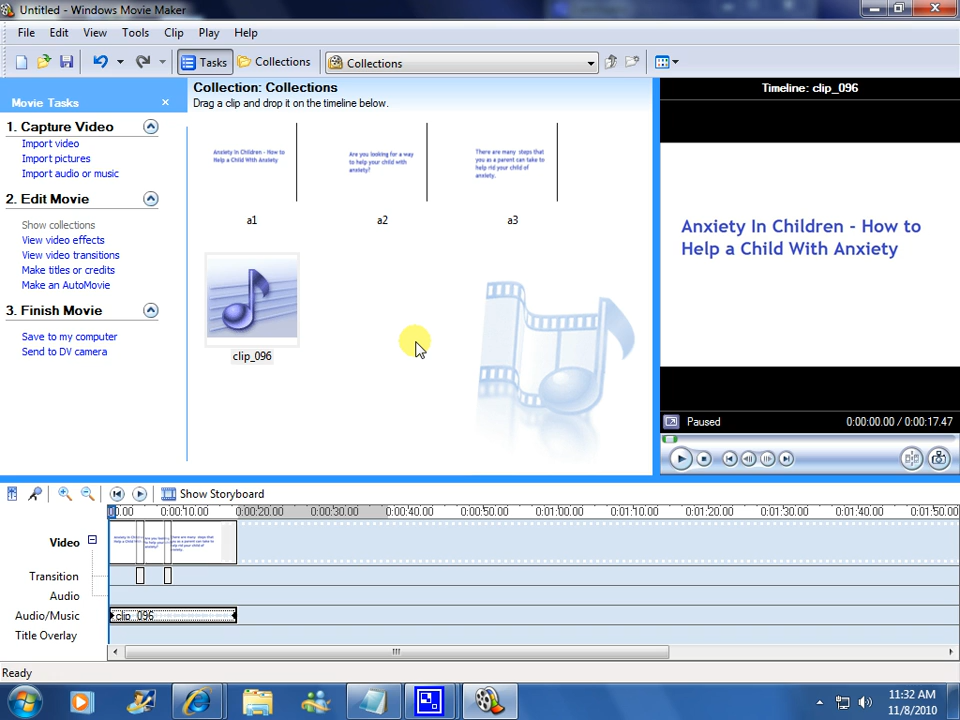 Untitled - Windows Movie Maker
File Edit View Tools Clip Play Help
Tasks Collections Collections
Movie Tasks
1. Capture Video
Import video
Import pictures
Import audio or music
2. Edit Movie
Show collections
View video effects
View video transitions
Make titles or credits
Make an AutoMovie
3. Finish Movie
Save to my computer
Send to DV camera
Collection: Collections
Drag a clip and drop it on the timeline below.
Anxiety In Children - How to
Help a Child With Anxiety
a1
Are you looking for a way
to help your child with
anxiety?
a2
There are many steps that
you as a parent can take to
help rid your child of
anxiety.
a3
clip_096
Timeline: clip_096
Anxiety In Children - How to
Help a Child With Anxiety
Paused 0:00:00.00 / 0:00:17.47
Show Storyboard
0:00:10.00 0:00:20.00 0:00:30.00 0:00:40.00 0:00:50.00 0:01:00.00 0:01:10.00 0:01:20.00 0:01:30.00 0:01:40.00 0:01:50.00
Video
Transition
Audio
Audio/Music clip_096
Title Overlay
Ready
11:32 AM
11/8/2010